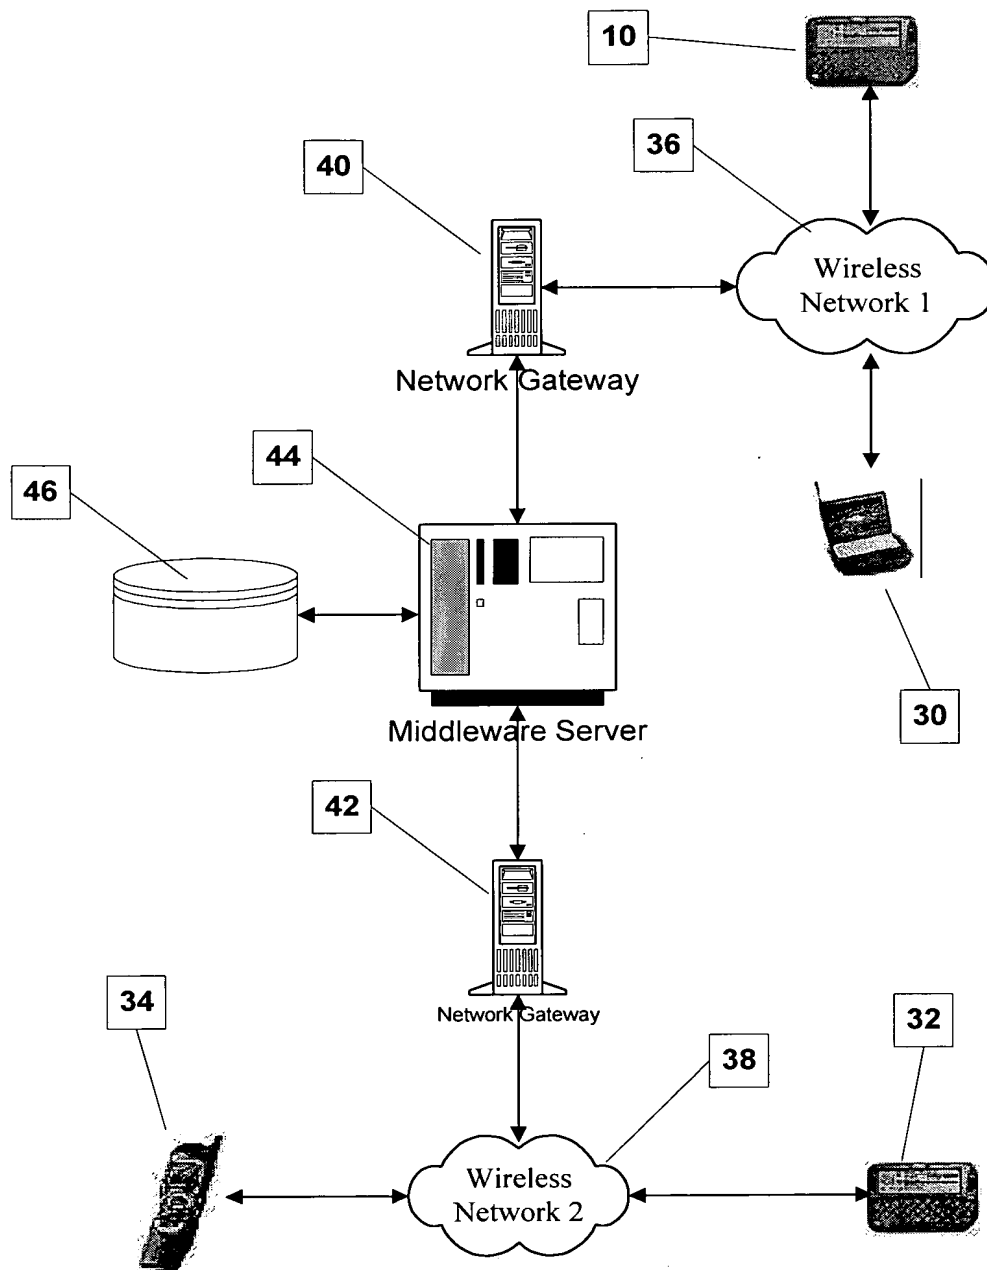 10
36
40
Wireless
Network 1
Network Gateway
44
46
30
Middleware Server
42
34
32
Network Gateway
38
Wireless
Network 2